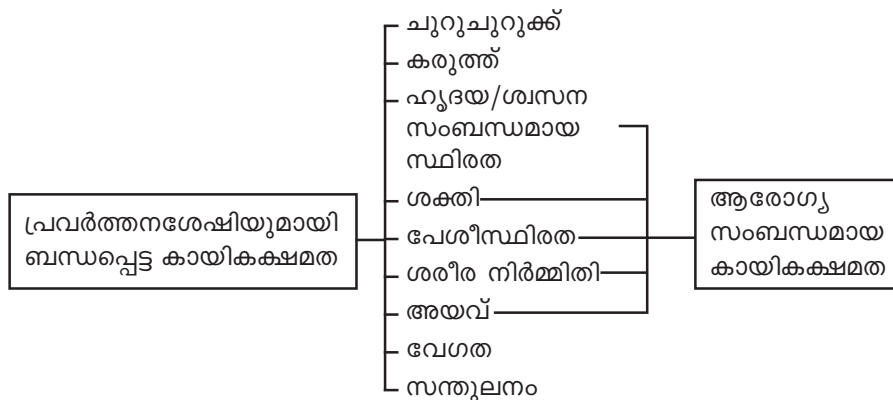 പ്രവർത്തനശേഷിയുമായി
ബന്ധപ്പെട്ട കായികക്ഷമത
ചുറുചുറുക്ക്
കരുത്ത്
ഹൃദയ/ശ്വസന
സംബന്ധമായ
സ്ഥിരത
ശക്തി
പേശീസ്ഥിരത
ശരീര നിർമ്മിതി
അയവ്
വേഗത
സന്തുലനം
ആരോഗ്യ
സംബന്ധമായ
കായികക്ഷമത